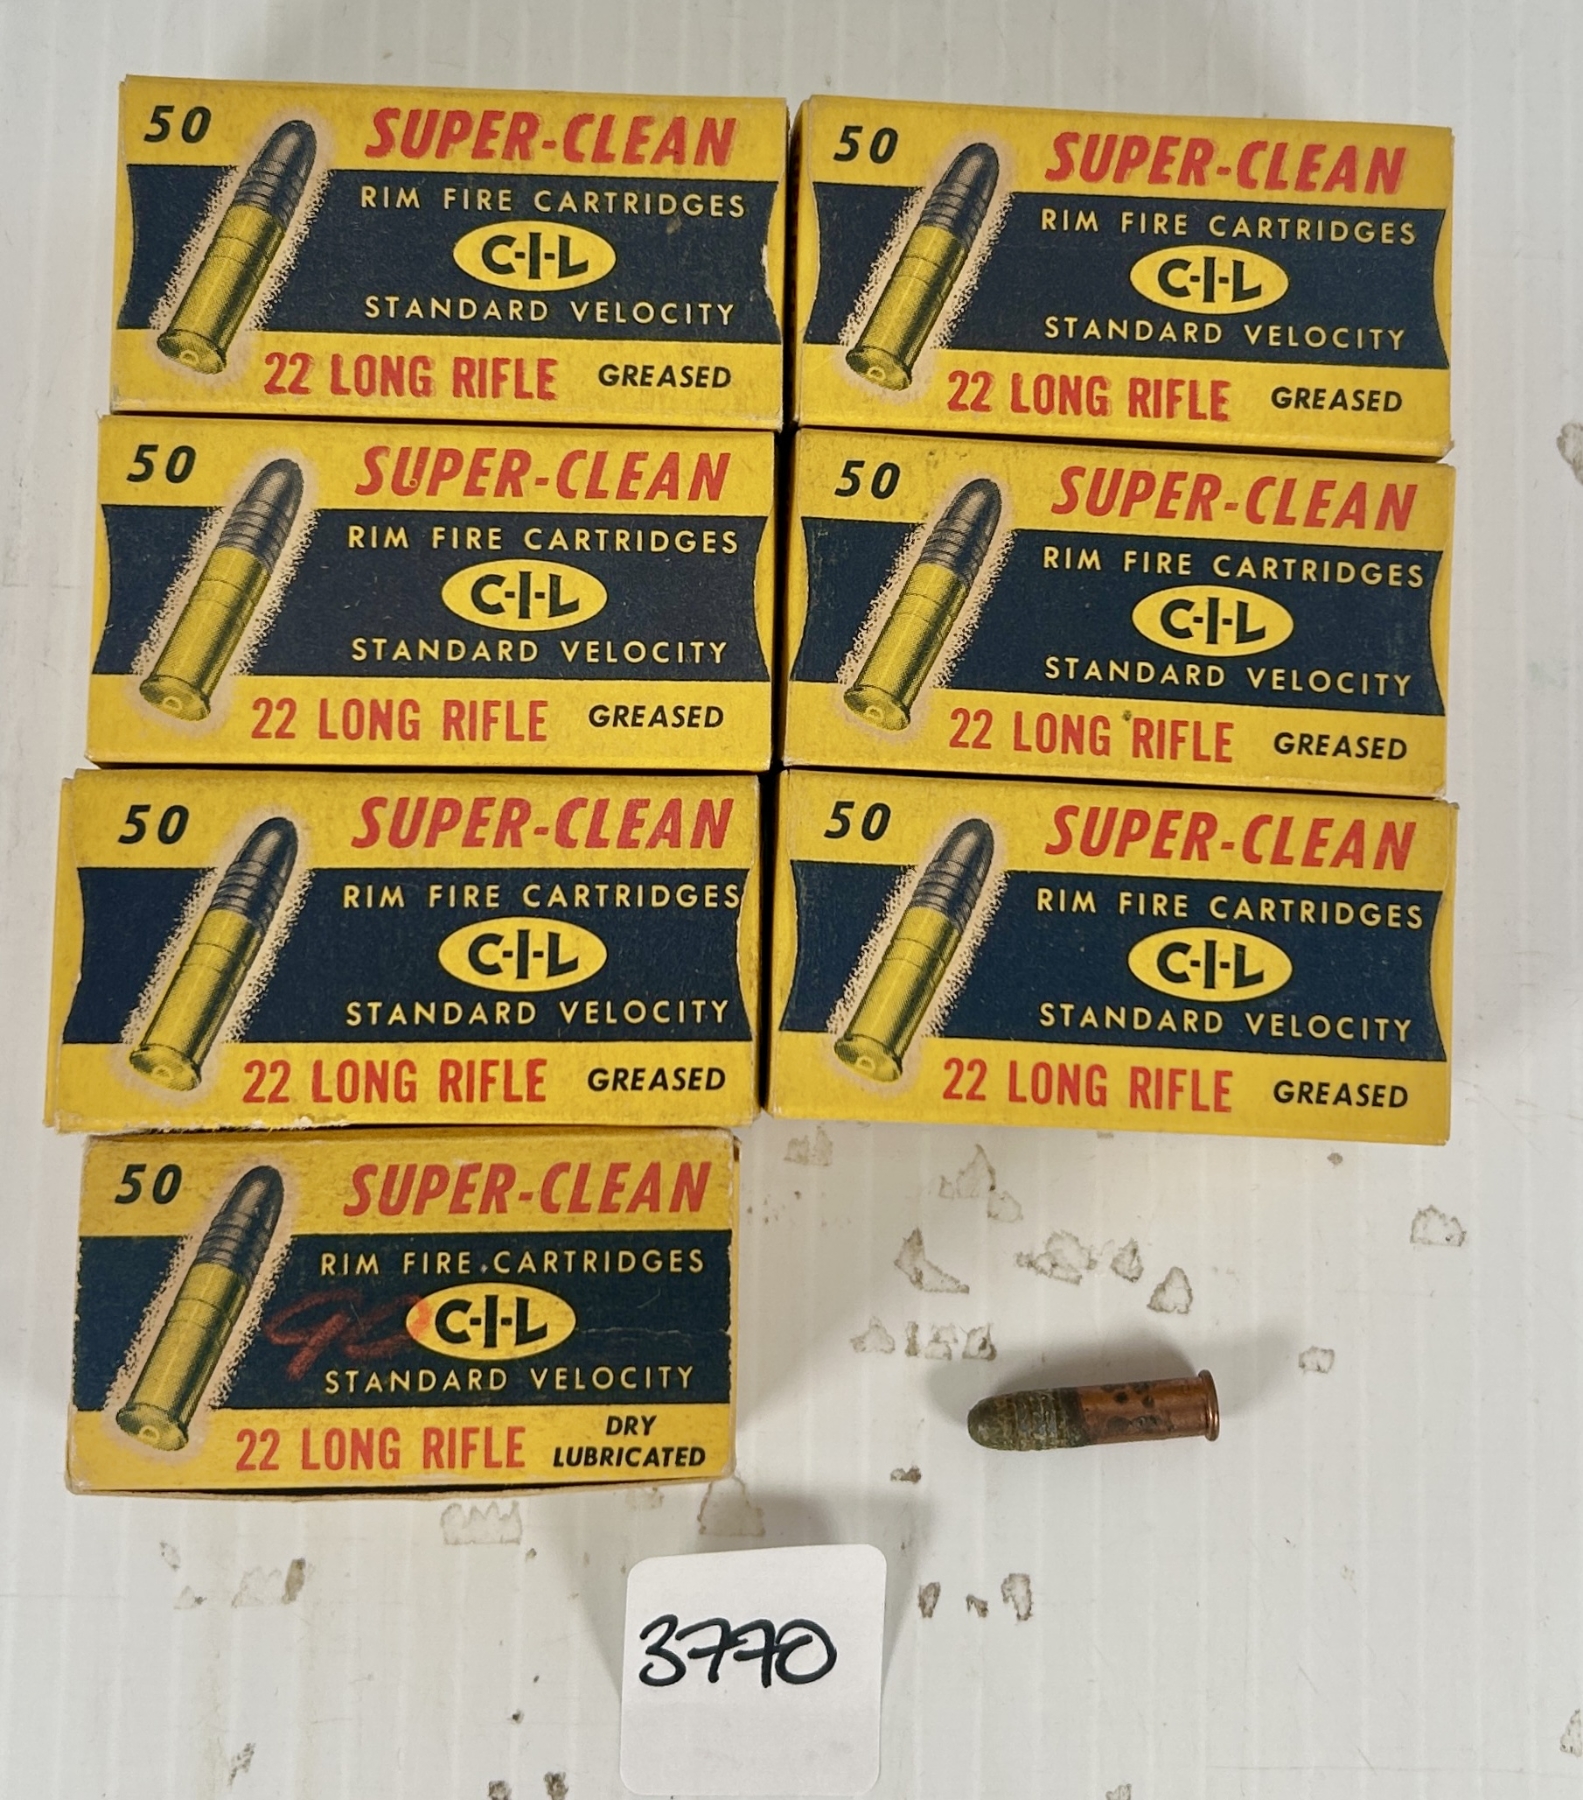 50 SUPER-CLEAN
RIM FIRE CARTRIDGES
C-I-L
STANDARD VELOCITY
22 LONG RIFLE GREASED
50 SUPER-CLEAN
RIM FIRE CARTRIDGES
C-I-L
STANDARD VELOCITY
22 LONG RIFLE GREASED
50 SUPER-CLEAN
RIM FIRE CARTRIDGES
C-I-L
STANDARD VELOCITY
22 LONG RIFLE GREASED
50 SUPER-CLEAN
RIM FIRE CARTRIDGES
C-I-L
STANDARD VELOCITY
22 LONG RIFLE GREASED
50 SUPER-CLEAN
RIM FIRE CARTRIDGES
C-I-L
STANDARD VELOCITY
22 LONG RIFLE GREASED
50 SUPER-CLEAN
RIM FIRE CARTRIDGES
C-I-L
STANDARD VELOCITY
22 LONG RIFLE GREASED
50 SUPER-CLEAN
RIM FIRE CARTRIDGES
90 C-I-L
STANDARD VELOCITY
22 LONG RIFLE DRY
LUBRICATED
3770